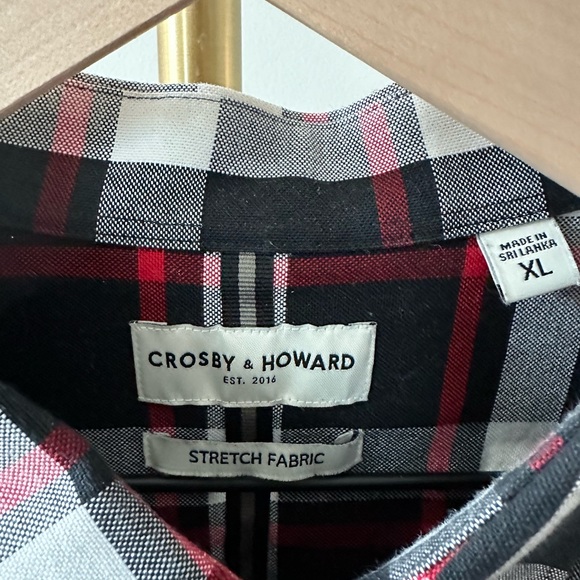 MADE IN
SRI LANKA
XL
CROSBY & HOWARD
EST. 2016
STRETCH FABRIC